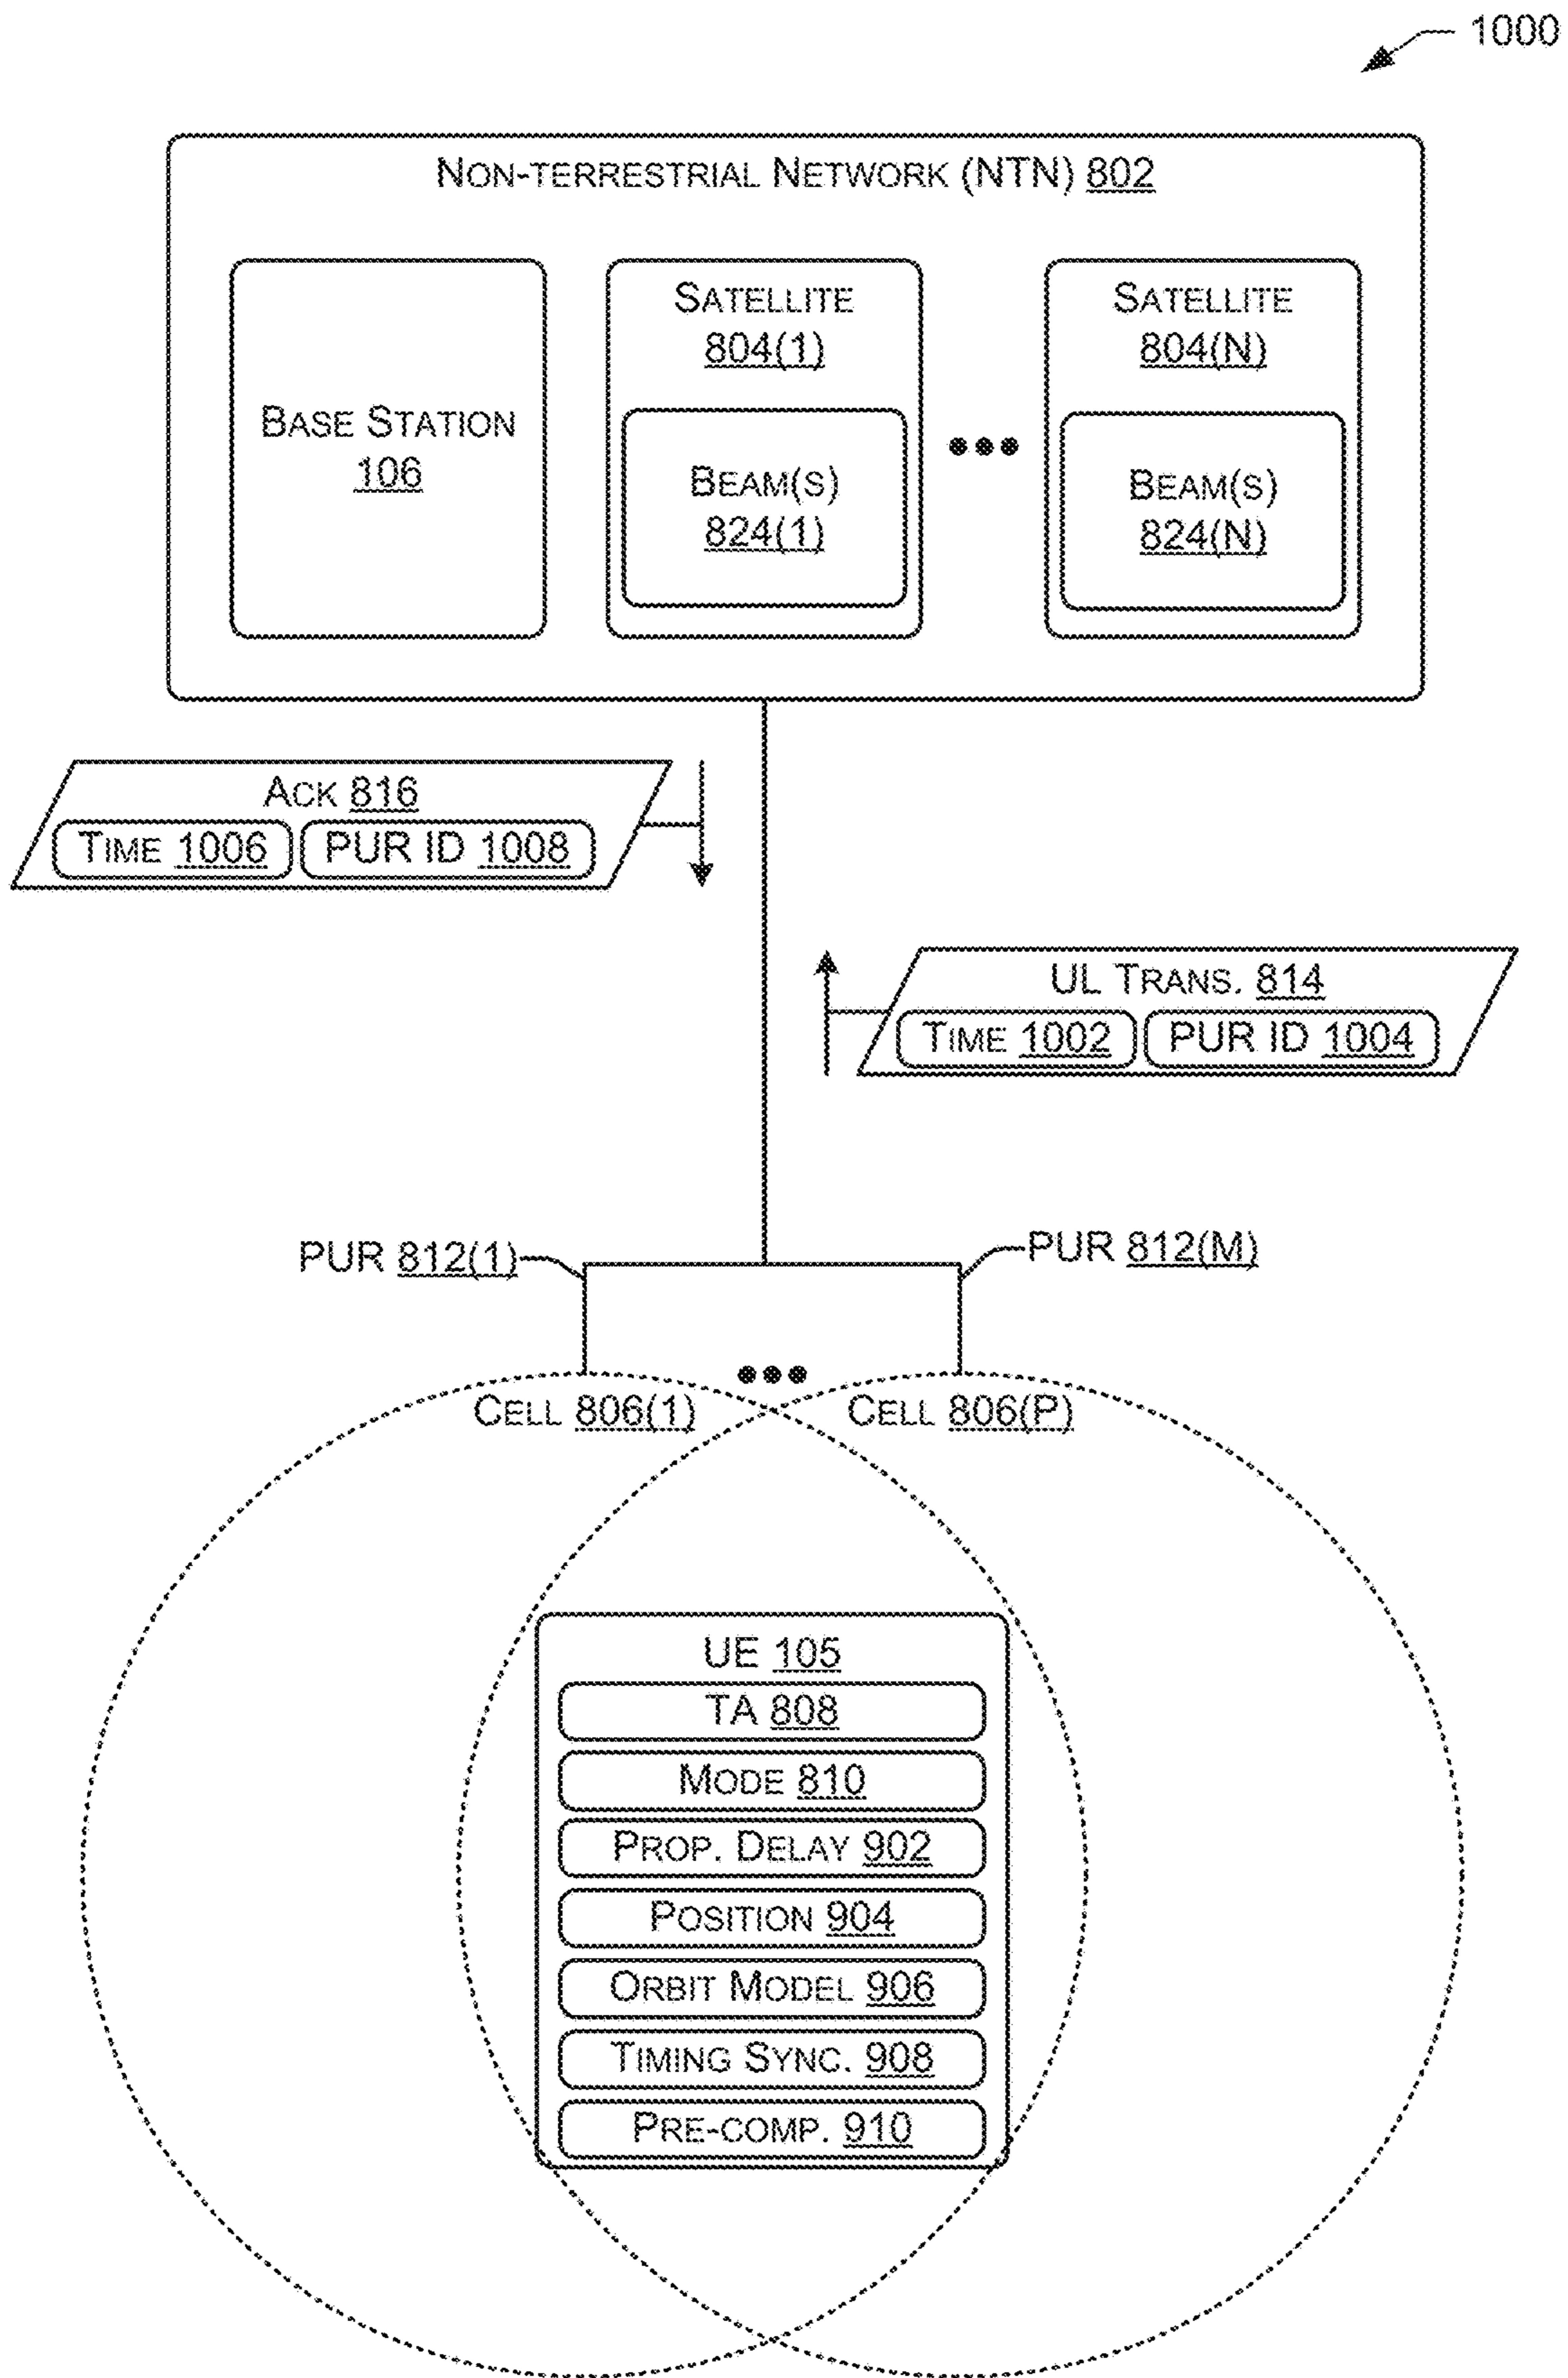 1000
NON-TERRESTRIAL NETWORK (NTN) 802
BASE STATION
106
SATELLITE
804(1)
BEAM(S)
824(1)
SATELLITE
804(N)
BEAM(S)
824(N)
ACK 816
TIME 1006 PUR ID 1008
UL TRANS. 814
TIME 1002 PUR ID 1004
PUR 812(1)
PUR 812(M)
CELL 806(1)
CELL 806(P)
UE 105
TA 808
MODE 810
PROP. DELAY 902
POSITION 904
ORBIT MODEL 906
TIMING SYNC. 908
PRE-COMP. 910